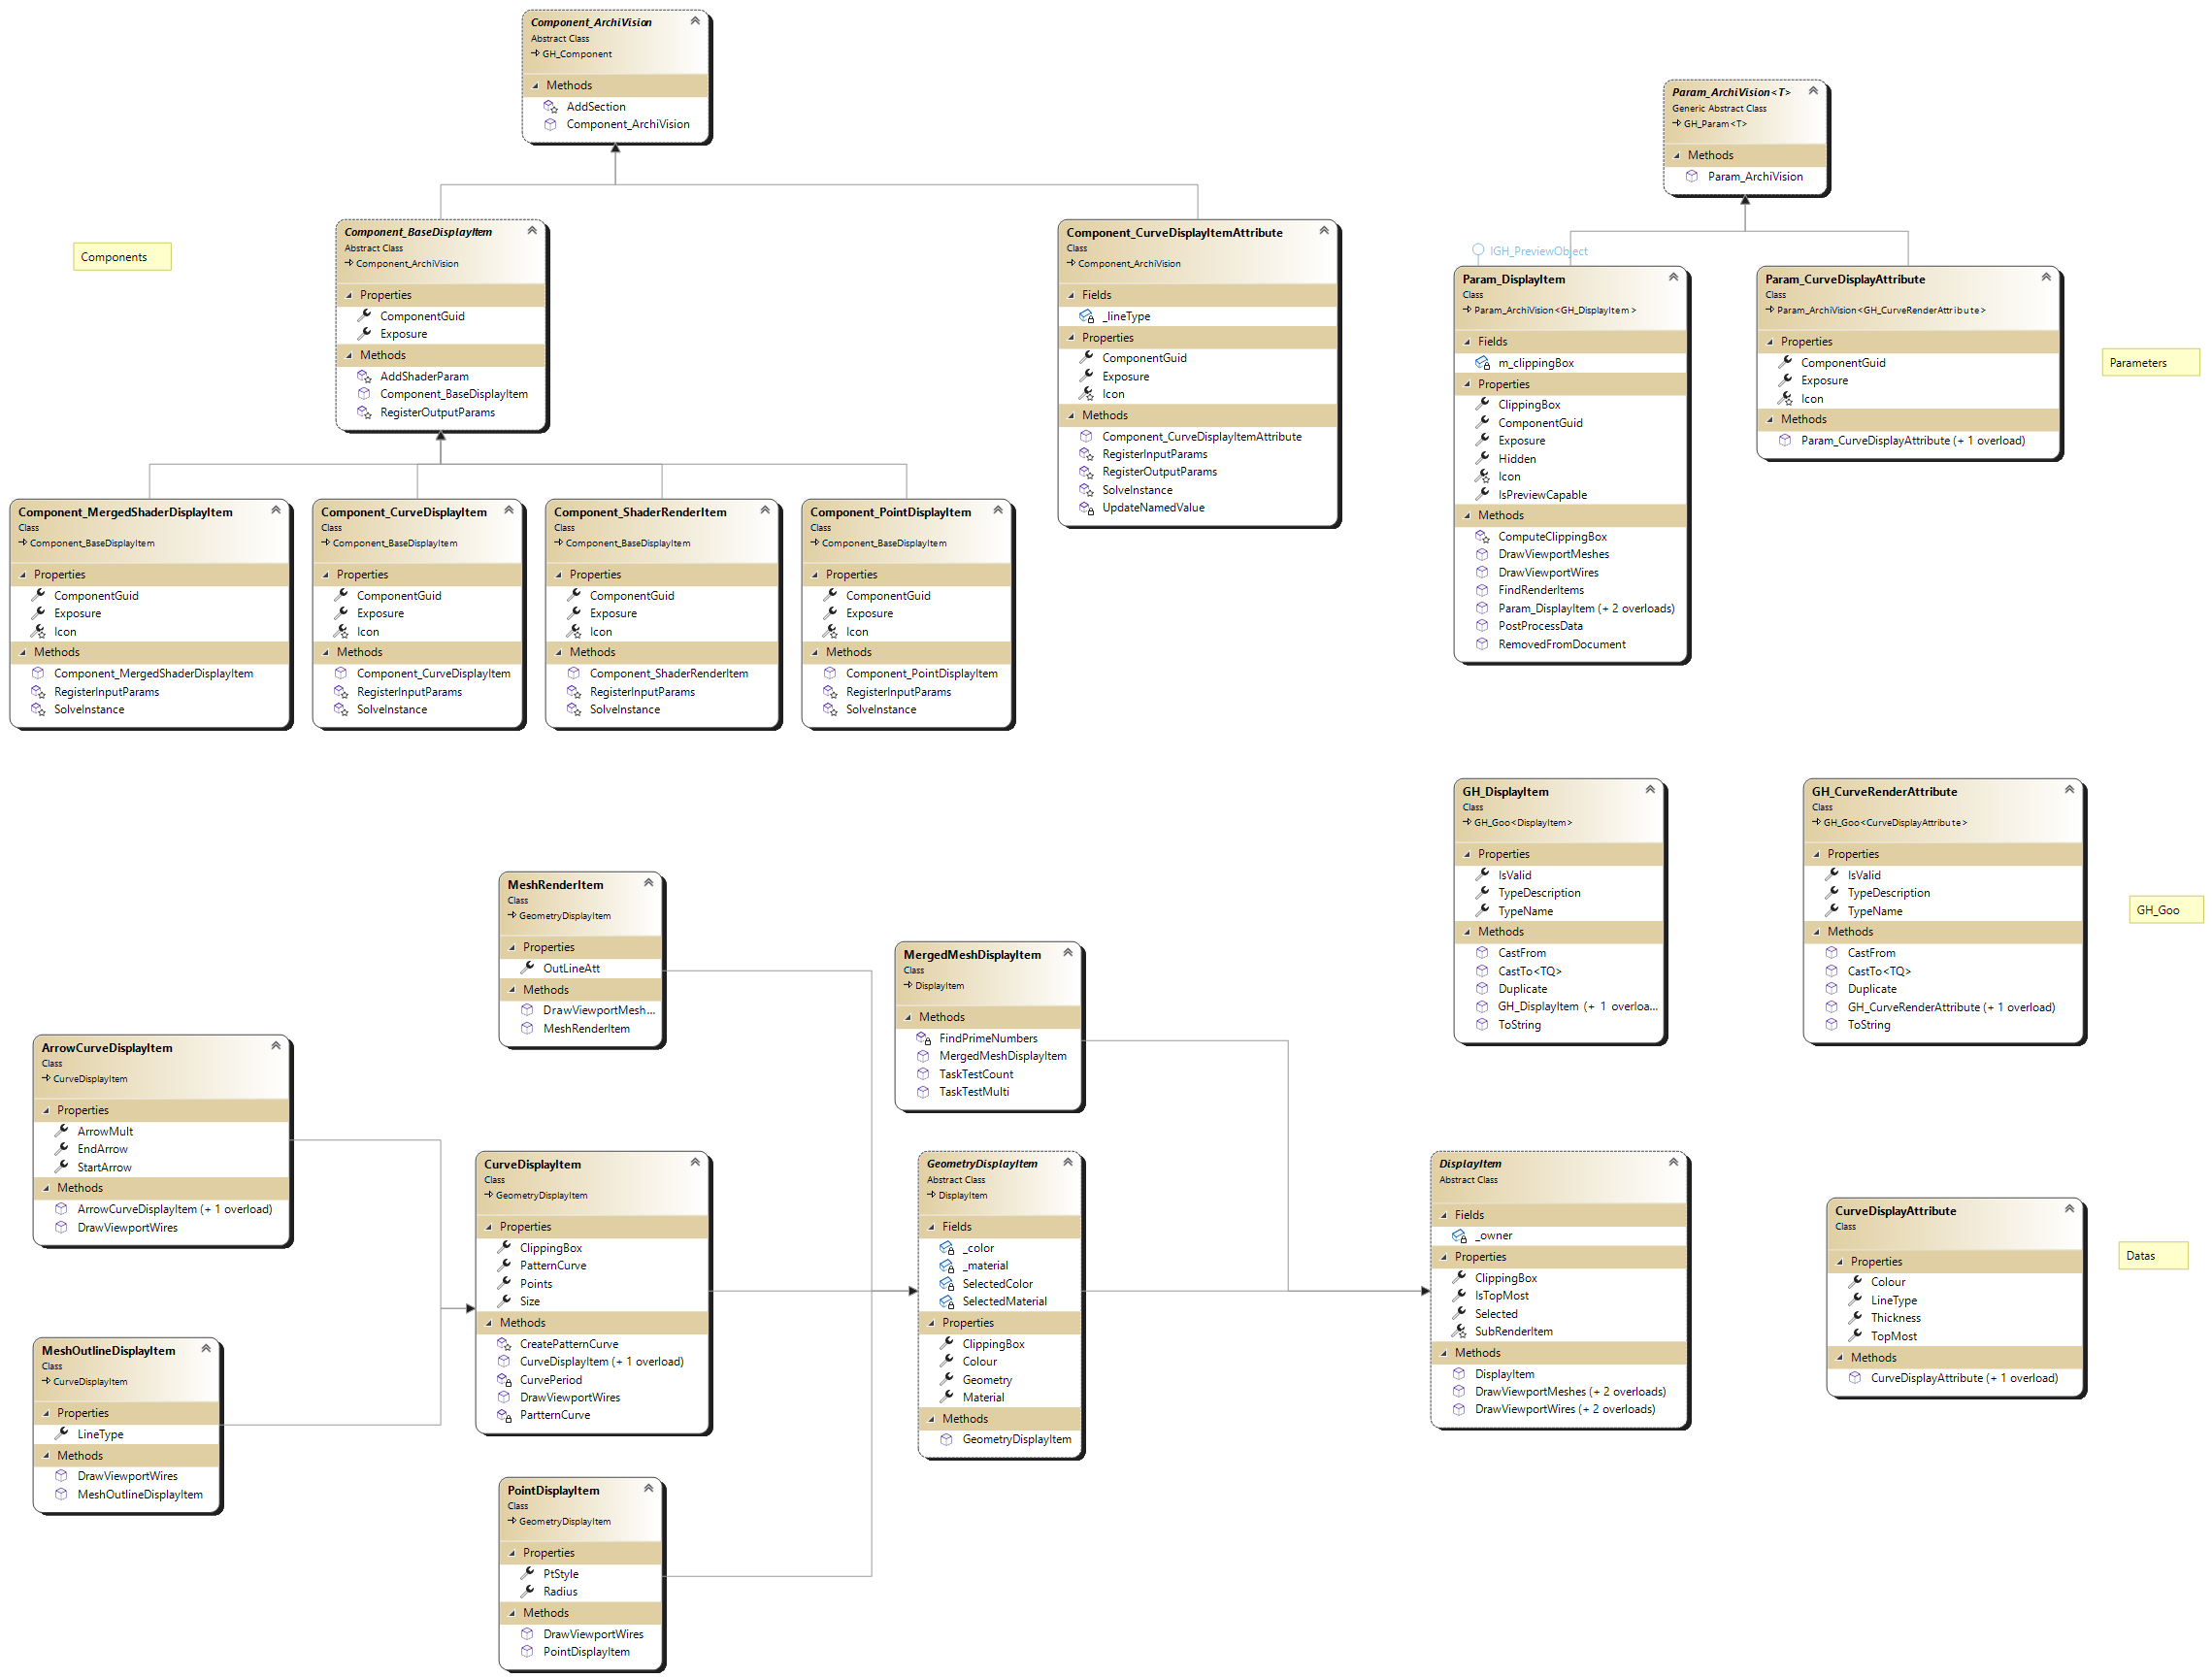 Component_ArchiVision
Abstract Class
GH_Component
Methods
AddSection
Component_ArchiVision
Param_ArchiVision<T>
Generic Abstract Class
GH_Param<T>
Methods
Param_ArchiVision
Components
Component_BaseDisplayItem
Abstract Class
Component_ArchiVision
Properties
ComponentGuid
Exposure
Methods
AddShaderParam
Component_BaseDisplayItem
RegisterOutputParams
Component_CurveDisplayItemAttribute
Class
Component_ArchiVision
Fields
_lineType
Properties
ComponentGuid
Exposure
Icon
Methods
Component_CurveDisplayItemAttribute
RegisterInputParams
RegisterOutputParams
SolveInstance
UpdateNamedValue
IGH_PreviewObject
Param_DisplayItem
Class
Param_ArchiVision<GH_DisplayItem>
Fields
m_clippingBox
Properties
ClippingBox
ComponentGuid
Exposure
Hidden
Icon
IsPreviewCapable
Methods
ComputeClippingBox
DrawViewportMeshes
DrawViewportWires
FindRenderItems
Param_DisplayItem (+ 2 overloads)
PostProcessData
RemovedFromDocument
Param_CurveDisplayAttribute
Class
Param_ArchiVision<GH_CurveRenderAttribute>
Properties
ComponentGuid
Exposure
Icon
Methods
Param_CurveDisplayAttribute (+ 1 overload)
Parameters
Component_MergedShaderDisplayItem
Class
Component_BaseDisplayItem
Properties
ComponentGuid
Exposure
Icon
Methods
Component_MergedShaderDisplayItem
RegisterInputParams
SolveInstance
Component_CurveDisplayItem
Class
Component_BaseDisplayItem
Properties
ComponentGuid
Exposure
Icon
Methods
Component_CurveDisplayItem
RegisterInputParams
SolveInstance
Component_ShaderRenderItem
Class
Component_BaseDisplayItem
Properties
ComponentGuid
Exposure
Icon
Methods
Component_ShaderRenderItem
RegisterInputParams
SolveInstance
Component_PointDisplayItem
Class
Component_BaseDisplayItem
Properties
ComponentGuid
Exposure
Icon
Methods
Component_PointDisplayItem
RegisterInputParams
SolveInstance
GH_DisplayItem
Class
GH_Goo<DisplayItem>
Properties
IsValid
TypeDescription
TypeName
Methods
CastFrom
CastTo<TQ>
Duplicate
GH_DisplayItem (+ 1 overloa...
ToString
GH_CurveRenderAttribute
Class
GH_Goo<CurveDisplayAttribute>
Properties
IsValid
TypeDescription
TypeName
Methods
CastFrom
CastTo<TQ>
Duplicate
GH_CurveRenderAttribute (+ 1 overload)
ToString
GH_Goo
MeshRenderItem
Class
GeometryDisplayItem
Properties
OutLineAtt
Methods
DrawViewportMesh...
MeshRenderItem
MergedMeshDisplayItem
Class
DisplayItem
Methods
FindPrimeNumbers
MergedMeshDisplayItem
TaskTestCount
TaskTestMulti
ArrowCurveDisplayItem
Class
CurveDisplayItem
Properties
ArrowMult
EndArrow
StartArrow
Methods
ArrowCurveDisplayItem (+ 1 overload)
DrawViewportWires
CurveDisplayItem
Class
GeometryDisplayItem
Properties
ClippingBox
PatternCurve
Points
Size
Methods
CreatePatternCurve
CurveDisplayItem (+ 1 overload)
CurvePeriod
DrawViewportWires
PartternCurve
GeometryDisplayItem
Abstract Class
DisplayItem
Fields
_color
_material
SelectedColor
SelectedMaterial
Properties
ClippingBox
Colour
Geometry
Material
Methods
GeometryDisplayItem
DisplayItem
Abstract Class
Fields
_owner
Properties
ClippingBox
IsTopMost
Selected
SubRenderItem
Methods
DisplayItem
DrawViewportMeshes (+ 2 overloads)
DrawViewportWires (+ 2 overloads)
CurveDisplayAttribute
Class
Properties
Colour
LineType
Thickness
TopMost
Methods
CurveDisplayAttribute (+ 1 overload)
Datas
MeshOutlineDisplayItem
Class
CurveDisplayItem
Properties
LineType
Methods
DrawViewportWires
MeshOutlineDisplayItem
PointDisplayItem
Class
GeometryDisplayItem
Properties
PtStyle
Radius
Methods
DrawViewportWires
PointDisplayItem